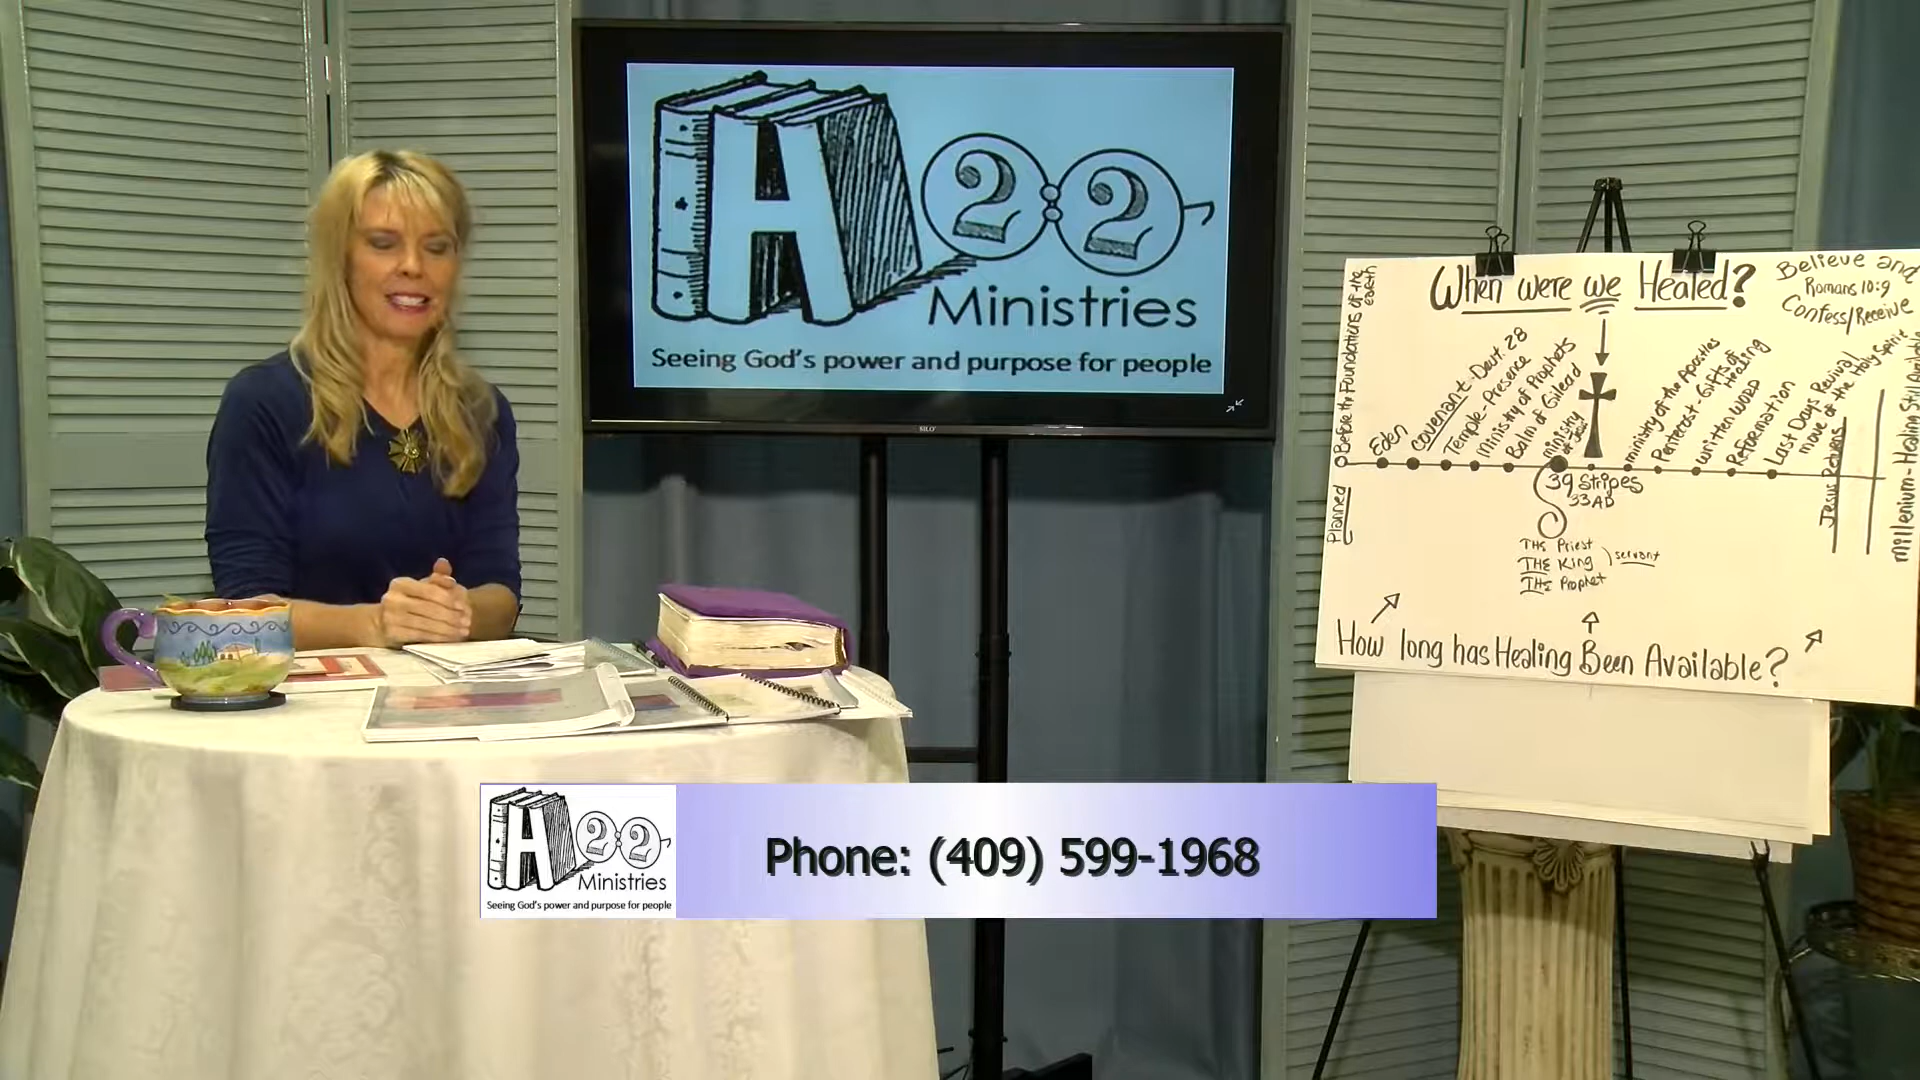 H22
Ministries
Seeing God's power and purpose for people
SILO
When were we Healed?
Believe and
Romans 10:9
Confess/Receive
Before the Foundations of the
earth
Eden
Covenant - Deut. 28
Temple - Presence
Ministry of Prophets
Balm of Gilead
ministry
of Jesus
ministry of the Apostles
Pentecost - Gifts of
Healing
written WORD
Reformation
Last Days Revival
move of the Holy Spirit
Jesus Returns
Millenium - Healing Still Available
Planned
39 Stripes
33 AD
THE Priest
THE King
THE Prophet
servant
How long has Healing Been Available?
H22
Ministries
Seeing God's power and purpose for people
Phone: (409) 599-1968